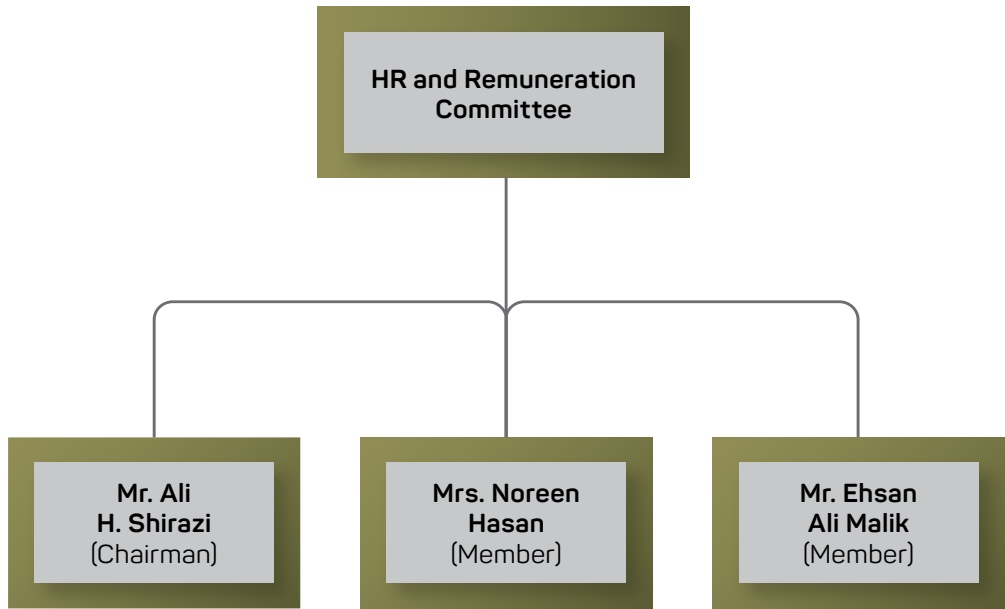 HR and Remuneration
Committee
Mr. Ali
H. Shirazi
(Chairman)
Mrs. Noreen
Hasan
(Member)
Mr. Ehsan
Ali Malik
(Member)